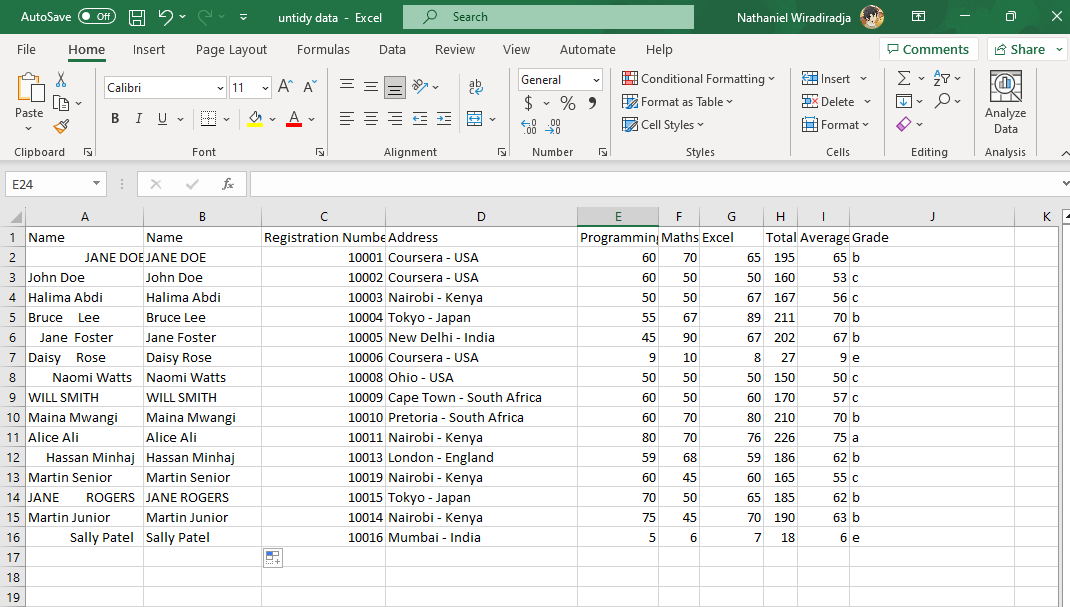 AutoSave Off untidy data - Excel Search Nathaniel Wiradiradja
File Home Insert Page Layout Formulas Data Review View Automate Help Comments Share
Calibri 11 General Conditional Formatting Insert
Paste B I U $ % Format as Table Delete Analyze Data
Cell Styles Format
Clipboard Font Alignment Number Styles Cells Editing Analysis
E24 fx
A B C D E F G H I J K
1 Name Name Registration Numbe Address Programming Maths Excel Total Average Grade
2 JANE DOE JANE DOE 10001 Coursera - USA 60 70 65 195 65 b
3 John Doe John Doe 10002 Coursera - USA 60 50 50 160 53 c
4 Halima Abdi Halima Abdi 10003 Nairobi - Kenya 50 50 67 167 56 c
5 Bruce Lee Bruce Lee 10004 Tokyo - Japan 55 67 89 211 70 b
6 Jane Foster Jane Foster 10005 New Delhi - India 45 90 67 202 67 b
7 Daisy Rose Daisy Rose 10006 Coursera - USA 9 10 8 27 9 e
8 Naomi Watts Naomi Watts 10008 Ohio - USA 50 50 50 150 50 c
9 WILL SMITH WILL SMITH 10009 Cape Town - South Africa 60 50 60 170 57 c
10 Maina Mwangi Maina Mwangi 10010 Pretoria - South Africa 60 70 80 210 70 b
11 Alice Ali Alice Ali 10011 Nairobi - Kenya 80 70 76 226 75 a
12 Hassan Minhaj Hassan Minhaj 10013 London - England 59 68 59 186 62 b
13 Martin Senior Martin Senior 10019 Nairobi - Kenya 60 45 60 165 55 c
14 JANE ROGERS JANE ROGERS 10015 Tokyo - Japan 70 50 65 185 62 b
15 Martin Junior Martin Junior 10014 Nairobi - Kenya 75 45 70 190 63 b
16 Sally Patel Sally Patel 10016 Mumbai - India 5 6 7 18 6 e
17
18
19